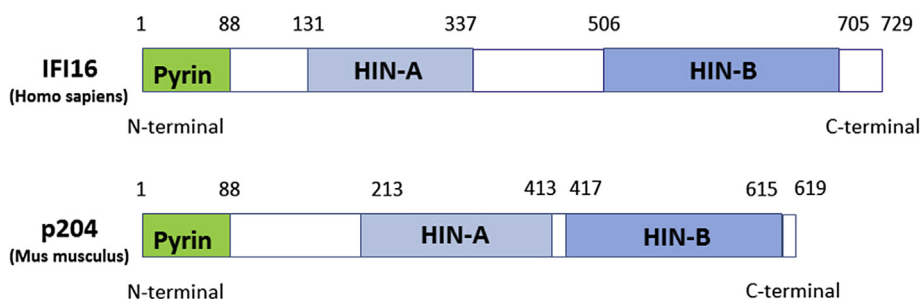 1 88 131 337 506 705 729
IFI16
(Homo sapiens)
Pyrin HIN-A HIN-B
N-terminal C-terminal
1 88 213 413 417 615 619
p204
(Mus musculus)
Pyrin HIN-A HIN-B
N-terminal C-terminal